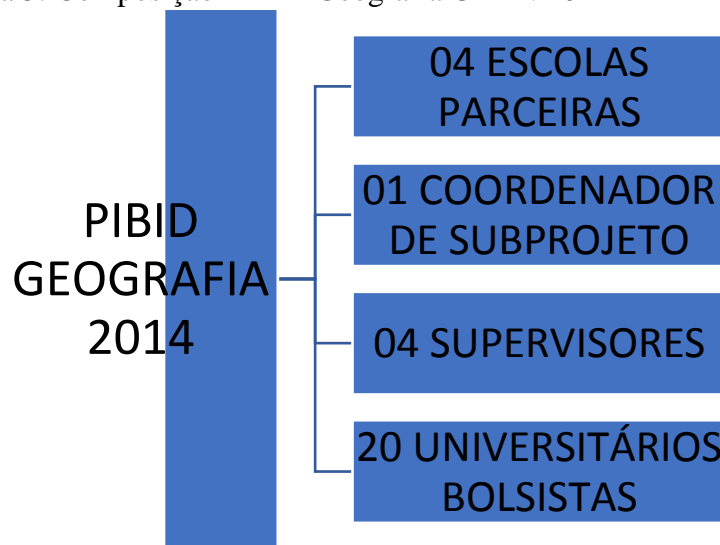 PIBID
GEOGRAFIA
2014
04 ESCOLAS
PARCEIRAS
01 COORDENADOR
DE SUBPROJETO
04 SUPERVISORES
20 UNIVERSITÁRIOS
BOLSISTAS